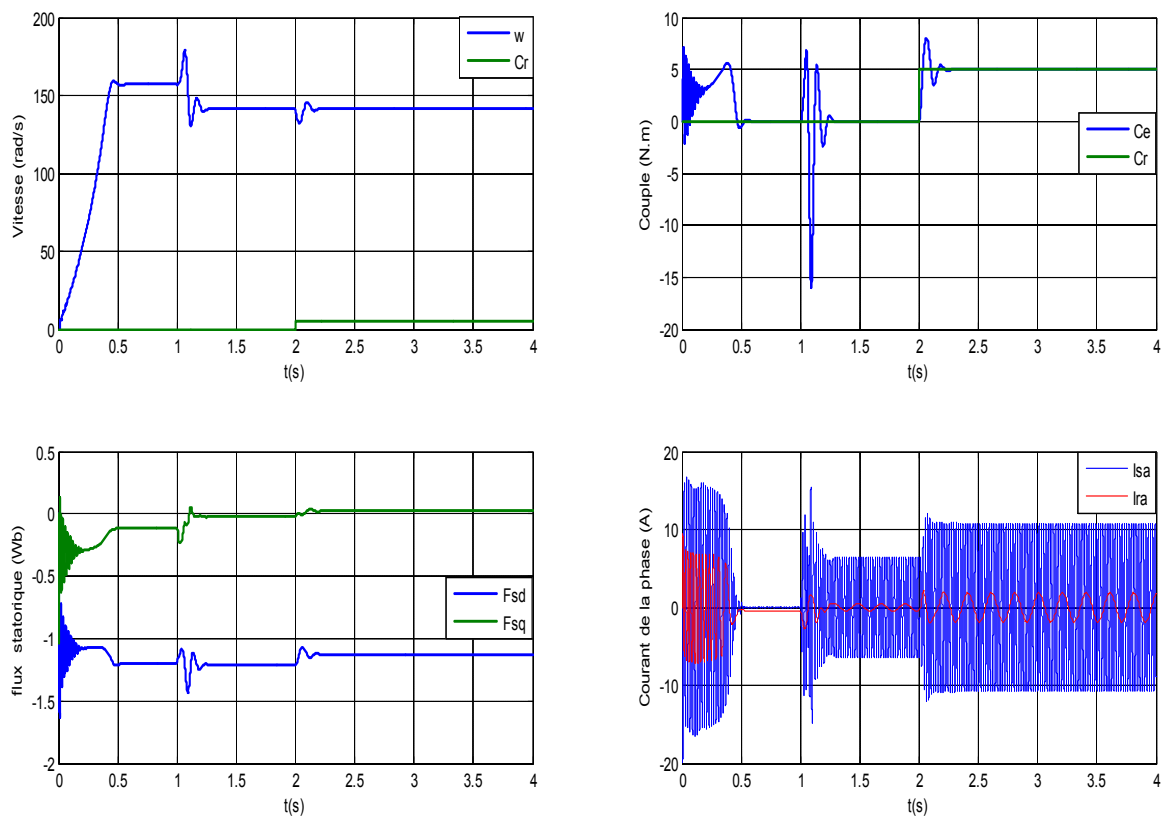 200
150
100
50
0
0 0.5 1 1.5 2 2.5 3 3.5 4
t(s)
Vitesse (rad/s)
w
Cr
10
5
0
-5
-10
-15
-20
0 0.5 1 1.5 2 2.5 3 3.5 4
t(s)
Couple (N.m)
Ce
Cr
0.5
0
-0.5
-1
-1.5
-2
0 0.5 1 1.5 2 2.5 3 3.5 4
t(s)
flux statorique (Wb)
Fsd
Fsq
20
10
0
-10
-20
0 0.5 1 1.5 2 2.5 3 3.5 4
t(s)
Courant de la phase (A)
Isa
Ira